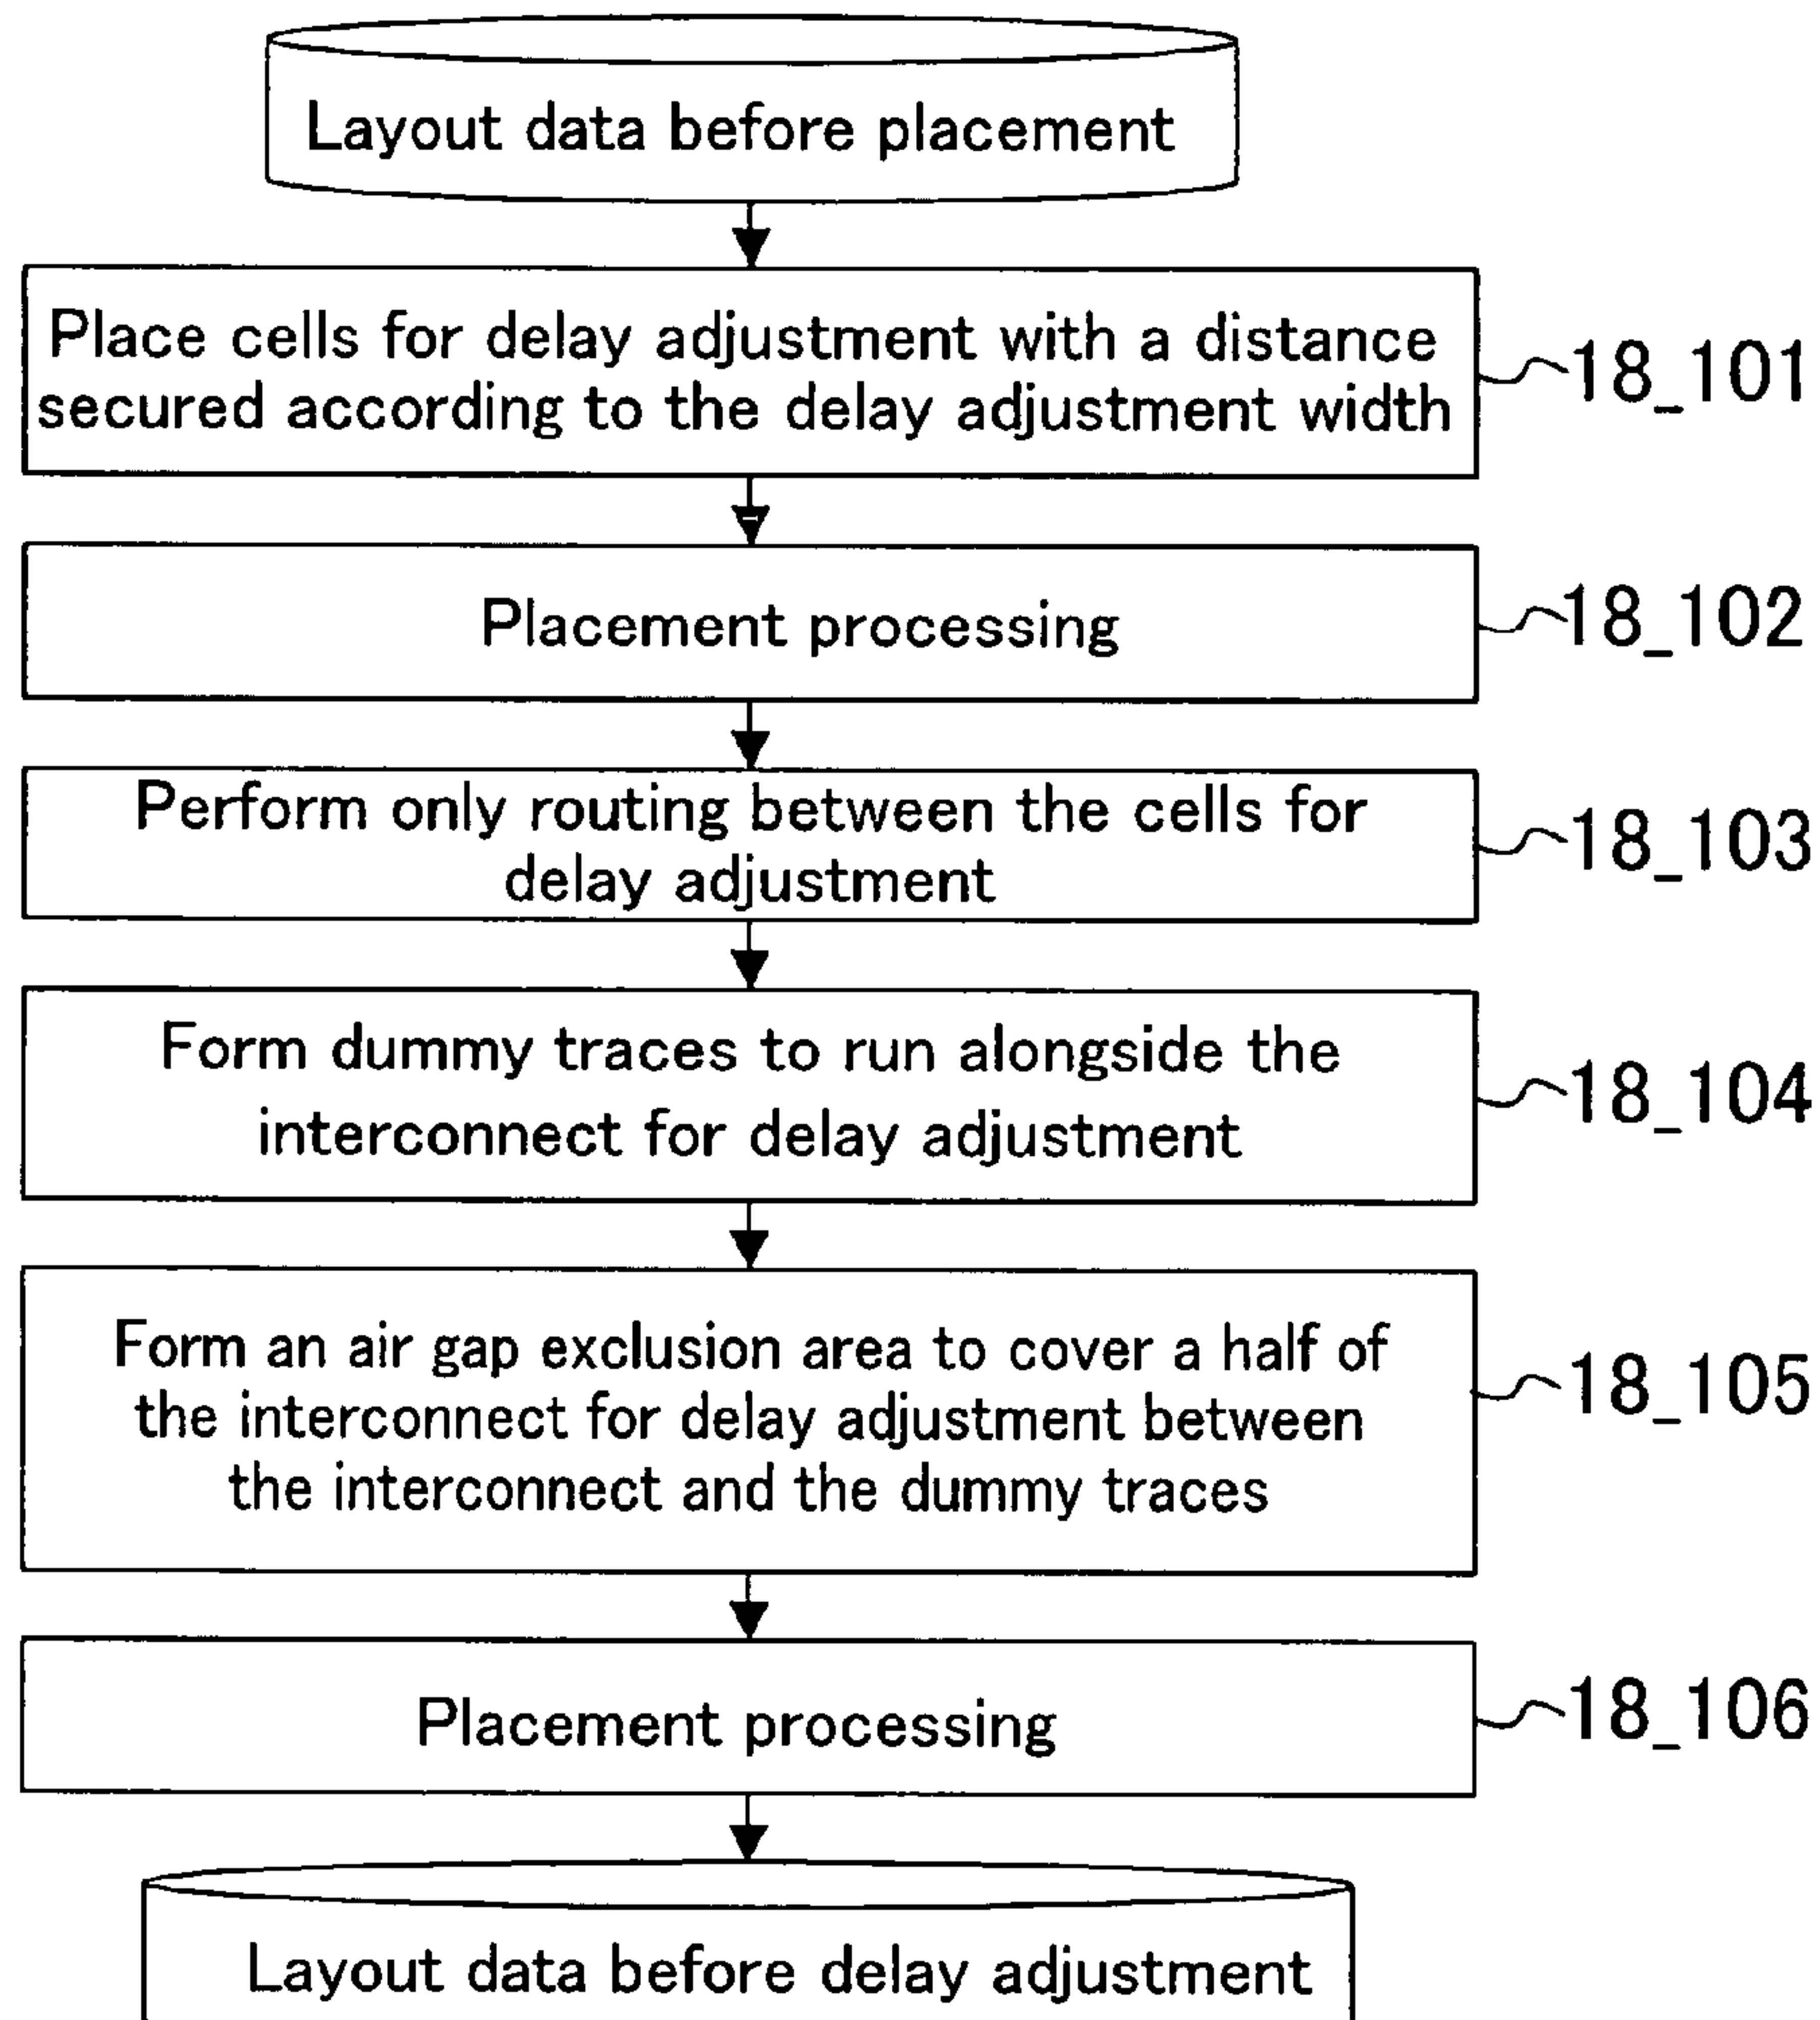 Layout data before placement
Place cells for delay adjustment with a distance
secured according to the delay adjustment width
18_101
Placement processing
18_102
Perform only routing between the cells for
delay adjustment
18_103
Form dummy traces to run alongside the
interconnect for delay adjustment
18_104
Form an air gap exclusion area to cover a half of
the interconnect for delay adjustment between
the interconnect and the dummy traces
18_105
Placement processing
18_106
Layout data before delay adjustment